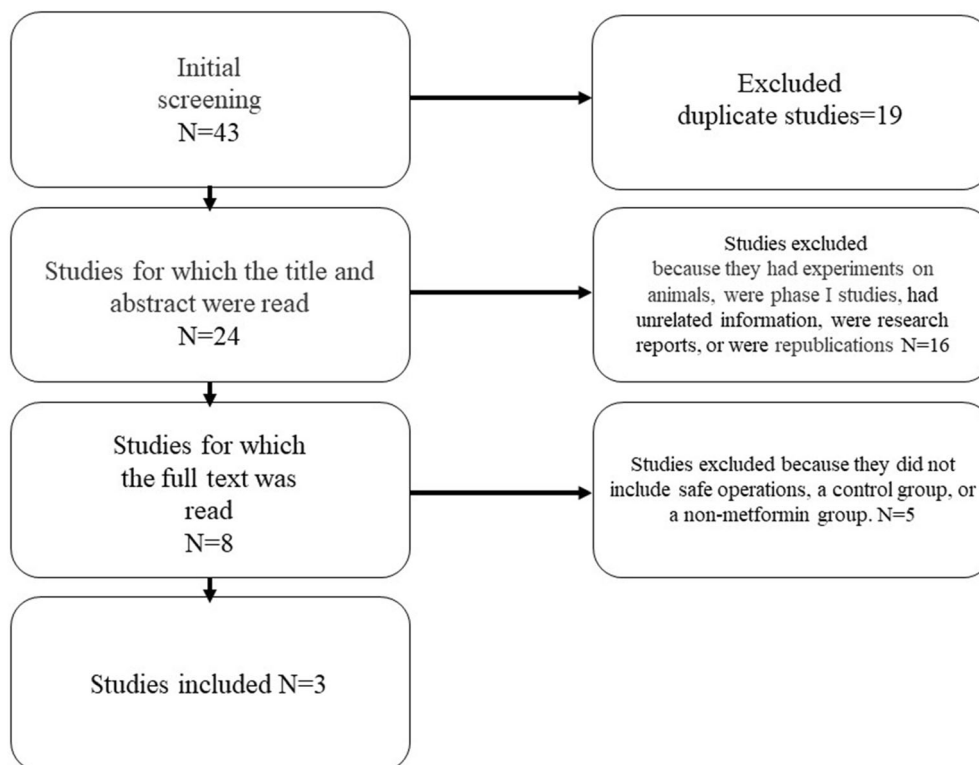 Initial
screening
N=43
Excluded
duplicate studies=19
Studies for which the title and
abstract were read
N=24
Studies excluded
because they had experiments on
animals, were phase I studies, had
unrelated information, were research
reports, or were republications N=16
Studies for which
the full text was
read
N=8
Studies excluded because they did not
include safe operations, a control group, or
a non-metformin group. N=5
Studies included N=3